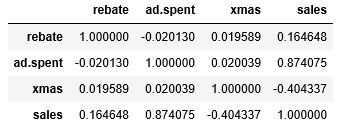 rebate ad.spent xmas sales
rebate 1.000000 -0.020130 0.019589 0.164648
ad.spent -0.020130 1.000000 0.020039 0.874075
xmas 0.019589 0.020039 1.000000 -0.404337
sales 0.164648 0.874075 -0.404337 1.000000